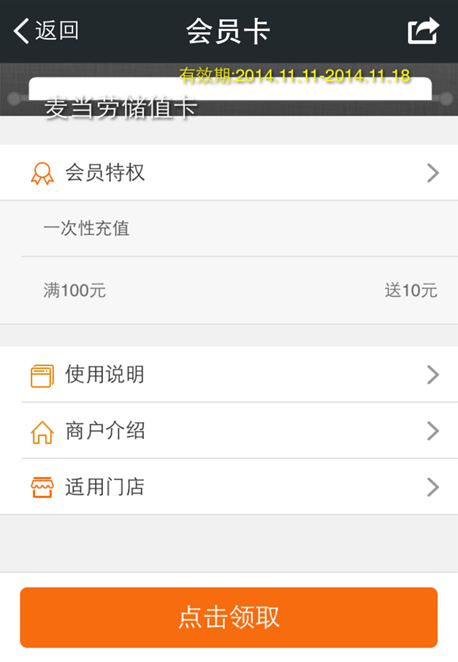 返回
会员卡
有效期:2014.11.11-2014.11.18
麦当劳储值卡
会员特权
一次性充值
满100元 送10元
使用说明
商户介绍
适用门店
点击领取